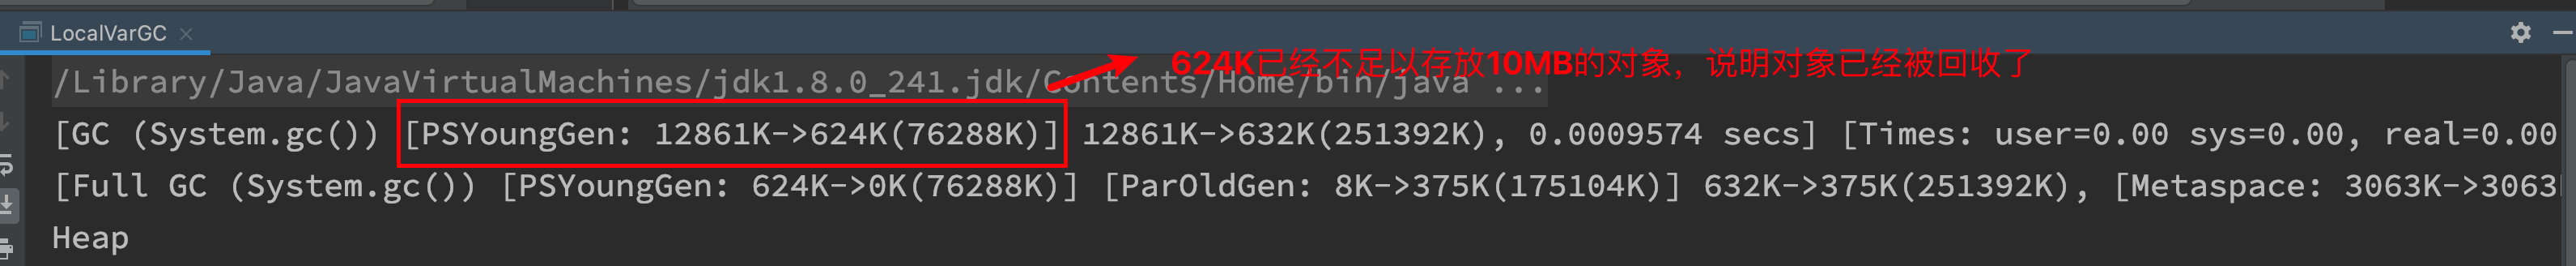 LocalVarGC
624K已经不足以存放10MB的对象，说明对象已经被回收了
/Library/Java/JavaVirtualMachines/jdk1.8.0_241.jdk/Contents/Home/bin/java ...
[GC (System.gc()) [PSYoungGen: 12861K->624K(76288K)] 12861K->632K(251392K), 0.0009574 secs] [Times: user=0.00 sys=0.00, real=0.00
[Full GC (System.gc()) [PSYoungGen: 624K->0K(76288K)] [ParOldGen: 8K->375K(175104K)] 632K->375K(251392K), [Metaspace: 3063K->3063
Heap